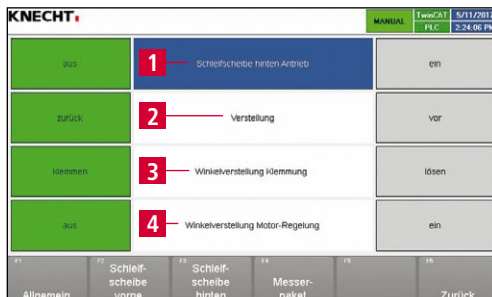 KNECHT
MANUAL
TwinCAT
PLC
5/11/2017
2:24:06 PM
aus
1
Schleifscheibe hinten Antrieb
ein
zurück
2
Verstellung
vor
klemmen
3
Winkelverstellung Klemmung
lösen
aus
4
Winkelverstellung Motor-Regelung
ein
F1
Allgemein
F2
Schleif-
scheibe
vorne
F3
Schleif-
scheibe
hinten
F4
Messer-
paket
F5
F6
Zurück